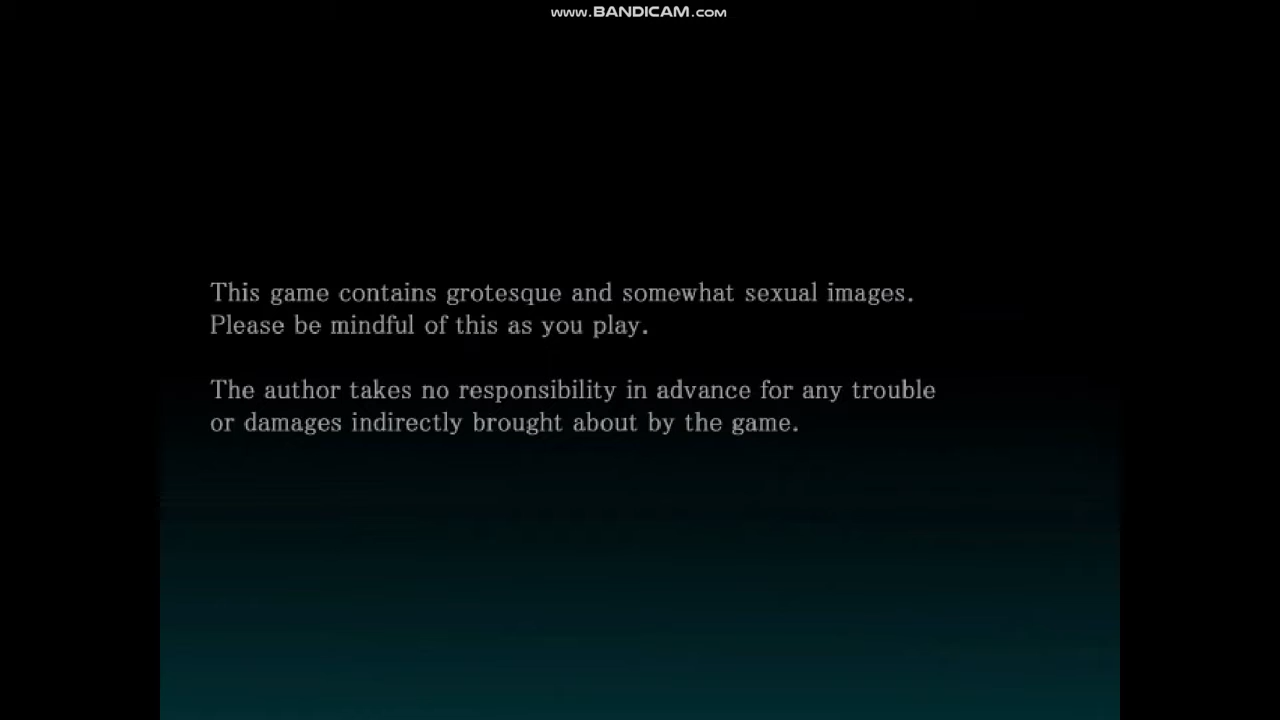 www.BANDICAM.com
This game contains grotesque and somewhat sexual images.
Please be mindful of this as you play.
The author takes no responsibility in advance for any trouble
or damages indirectly brought about by the game.